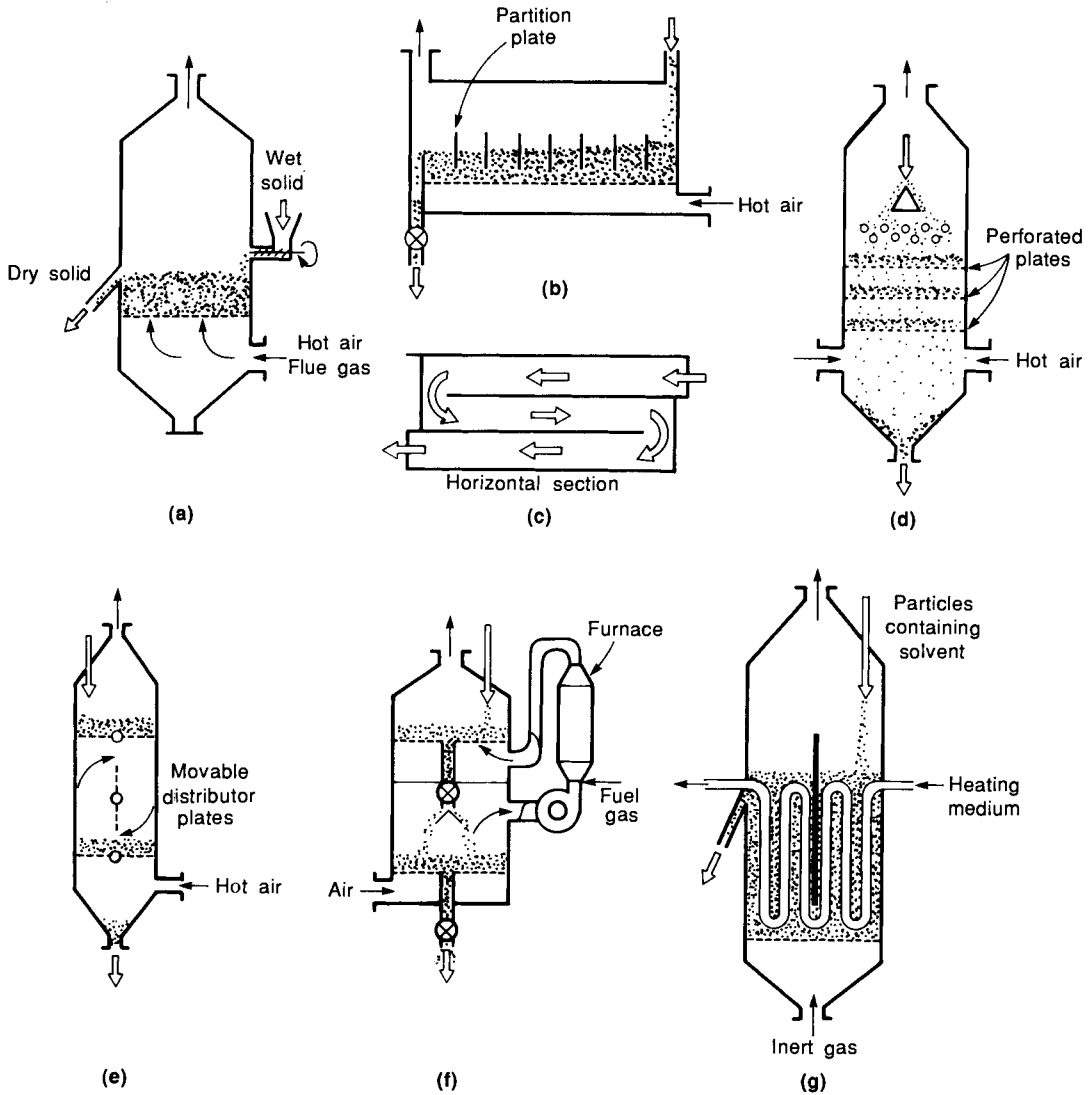 Partition
plate
Wet
solid
Dry solid
Hot air
Flue gas
(a)
Hot air
(b)
Horizontal section
(c)
Perforated
plates
Hot air
(d)
Movable
distributor
plates
Hot air
(e)
Furnace
Fuel
gas
Air
(f)
Particles
containing
solvent
Heating
medium
Inert gas
(g)